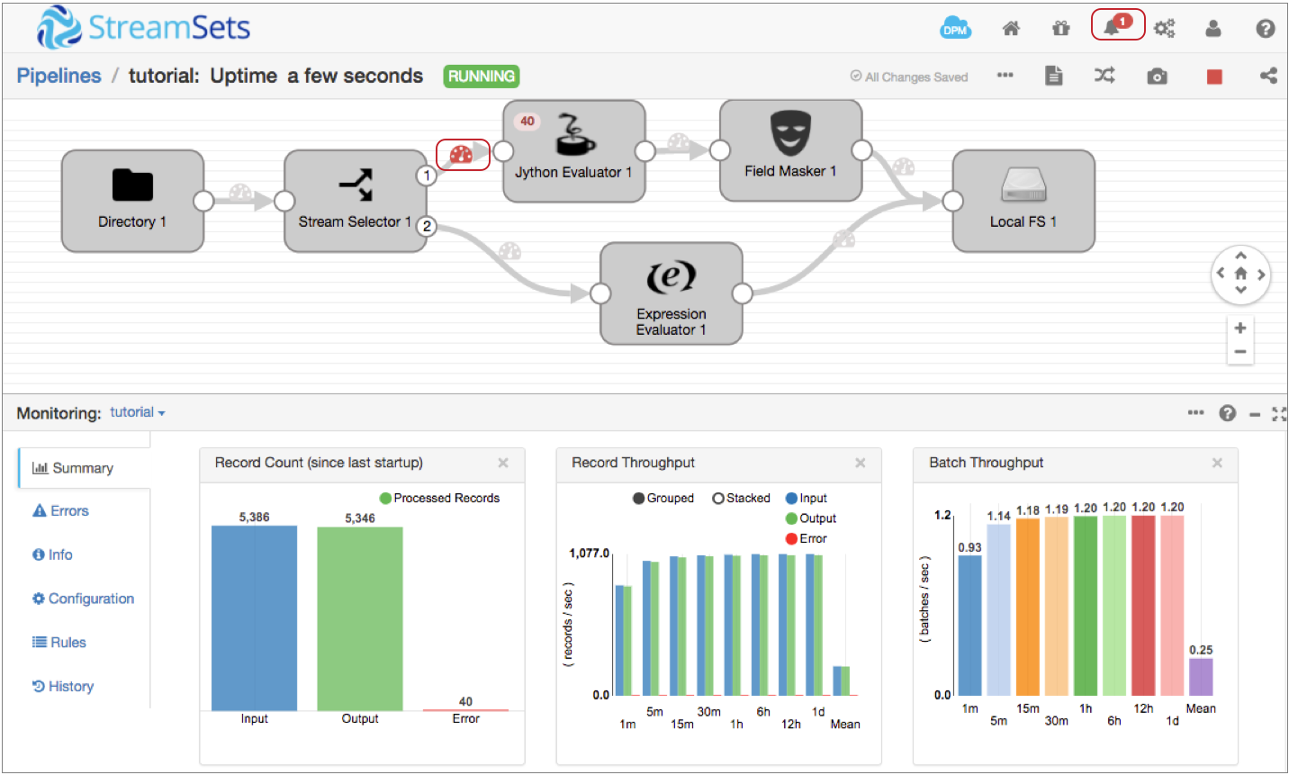 StreamSets
DPM
1
Pipelines / tutorial: Uptime a few seconds RUNNING
All Changes Saved
40
Jython Evaluator 1
Field Masker 1
Directory 1
Stream Selector 1
1
2
Local FS 1
Expression
Evaluator 1
Monitoring: tutorial
Summary
Errors
Info
Configuration
Rules
History
Record Count (since last startup)
Processed Records
5,386
5,346
40
Input
Output
Error
Record Throughput
Grouped
Stacked
Input
Output
Error
1,077.0
( records / sec )
0.0
1m
5m
15m
30m
1h
6h
12h
1d
Mean
Batch Throughput
1.2
( batches / sec )
0.0
0.93
1.14
1.18
1.19
1.20
1.20
1.20
1.20
0.25
1m
5m
15m
30m
1h
6h
12h
1d
Mean